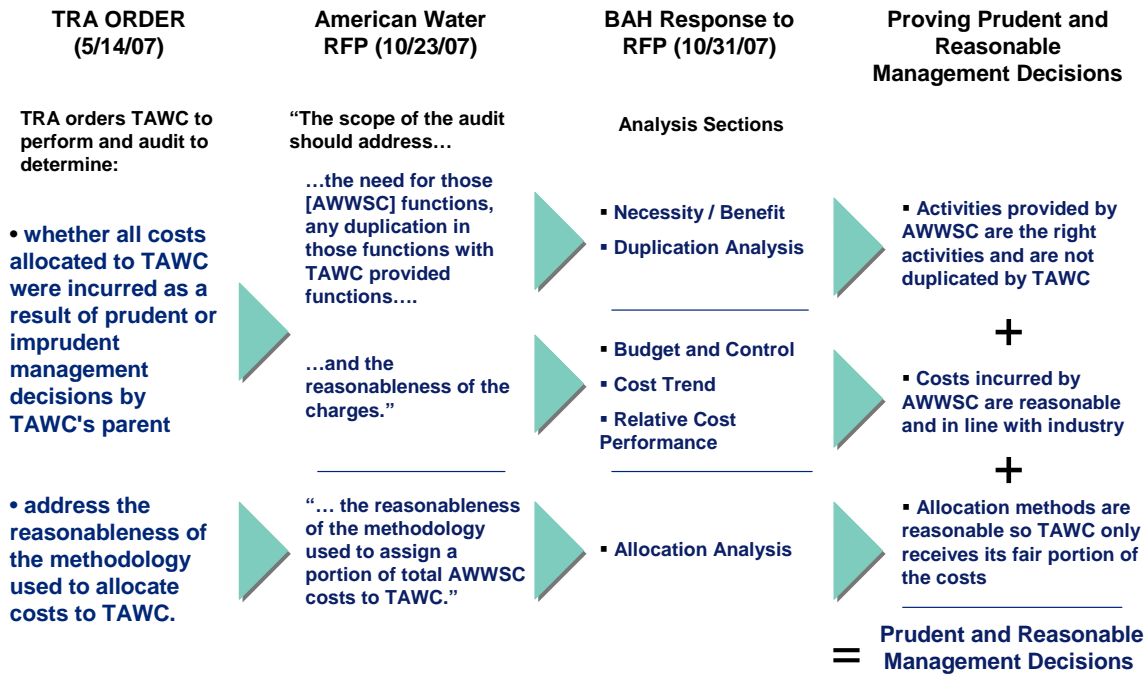 TRA ORDER
(5/14/07)
TRA orders TAWC to
perform and audit to
determine:
• whether all costs
allocated to TAWC
were incurred as a
result of prudent or
imprudent
management
decisions by
TAWC's parent
• address the
reasonableness of
the methodology
used to allocate
costs to TAWC.
American Water
RFP (10/23/07)
“The scope of the audit
should address…
…the need for those
[AWWSC] functions,
any duplication in
those functions with
TAWC provided
functions….
…and the
reasonableness of the
charges.”
“… the reasonableness
of the methodology
used to assign a
portion of total AWWSC
costs to TAWC.”
BAH Response to
RFP (10/31/07)
Analysis Sections
▪ Necessity / Benefit
▪ Duplication Analysis
▪ Budget and Control
▪ Cost Trend
▪ Relative Cost
Performance
▪ Allocation Analysis
Proving Prudent and
Reasonable
Management Decisions
▪ Activities provided by
AWWSC are the right
activities and are not
duplicated by TAWC
+
▪ Costs incurred by
AWWSC are reasonable
and in line with industry
+
▪ Allocation methods are
reasonable so TAWC only
receives its fair portion of
the costs
= Prudent and Reasonable
Management Decisions